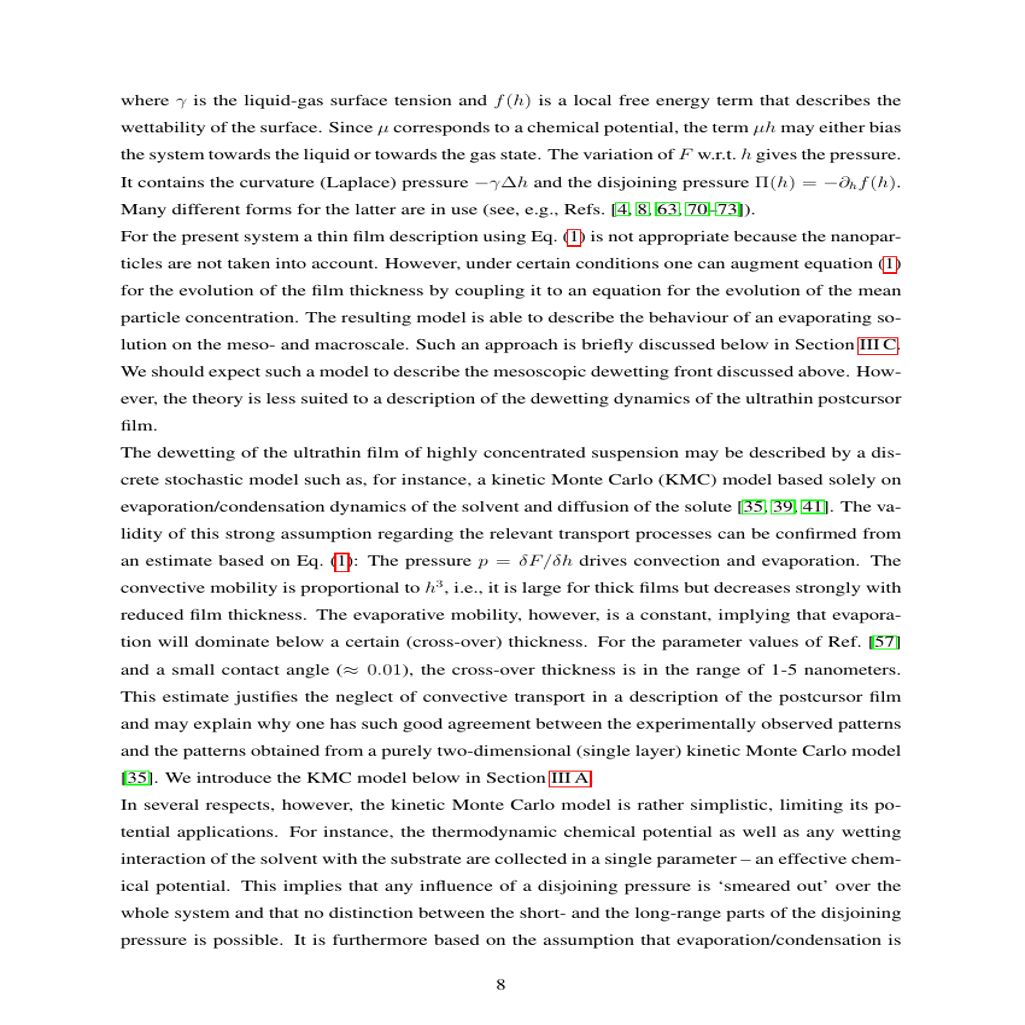 where γ is the liquid-gas surface tension and f(h) is a local free energy term that describes the
wettability of the surface. Since μ corresponds to a chemical potential, the term μh may either bias
the system towards the liquid or towards the gas state. The variation of F w.r.t. h gives the pressure.
It contains the curvature (Laplace) pressure −γΔh and the disjoining pressure Π(h) = −∂ₕf(h).
Many different forms for the latter are in use (see, e.g., Refs. [4, 8, 63, 70–73]).
For the present system a thin film description using Eq. (1) is not appropriate because the nanopar-
ticles are not taken into account. However, under certain conditions one can augment equation (1)
for the evolution of the film thickness by coupling it to an equation for the evolution of the mean
particle concentration. The resulting model is able to describe the behaviour of an evaporating so-
lution on the meso- and macroscale. Such an approach is briefly discussed below in Section III C.
We should expect such a model to describe the mesoscopic dewetting front discussed above. How-
ever, the theory is less suited to a description of the dewetting dynamics of the ultrathin postcursor
film.
The dewetting of the ultrathin film of highly concentrated suspension may be described by a dis-
crete stochastic model such as, for instance, a kinetic Monte Carlo (KMC) model based solely on
evaporation/condensation dynamics of the solvent and diffusion of the solute [35, 39, 41]. The va-
lidity of this strong assumption regarding the relevant transport processes can be confirmed from
an estimate based on Eq. (1): The pressure p = δF/δh drives convection and evaporation. The
convective mobility is proportional to h³, i.e., it is large for thick films but decreases strongly with
reduced film thickness. The evaporative mobility, however, is a constant, implying that evapora-
tion will dominate below a certain (cross-over) thickness. For the parameter values of Ref. [57]
and a small contact angle (≈ 0.01), the cross-over thickness is in the range of 1-5 nanometers.
This estimate justifies the neglect of convective transport in a description of the postcursor film
and may explain why one has such good agreement between the experimentally observed patterns
and the patterns obtained from a purely two-dimensional (single layer) kinetic Monte Carlo model
[35]. We introduce the KMC model below in Section III A.
In several respects, however, the kinetic Monte Carlo model is rather simplistic, limiting its po-
tential applications. For instance, the thermodynamic chemical potential as well as any wetting
interaction of the solvent with the substrate are collected in a single parameter – an effective chem-
ical potential. This implies that any influence of a disjoining pressure is ‘smeared out’ over the
whole system and that no distinction between the short- and the long-range parts of the disjoining
pressure is possible. It is furthermore based on the assumption that evaporation/condensation is
8